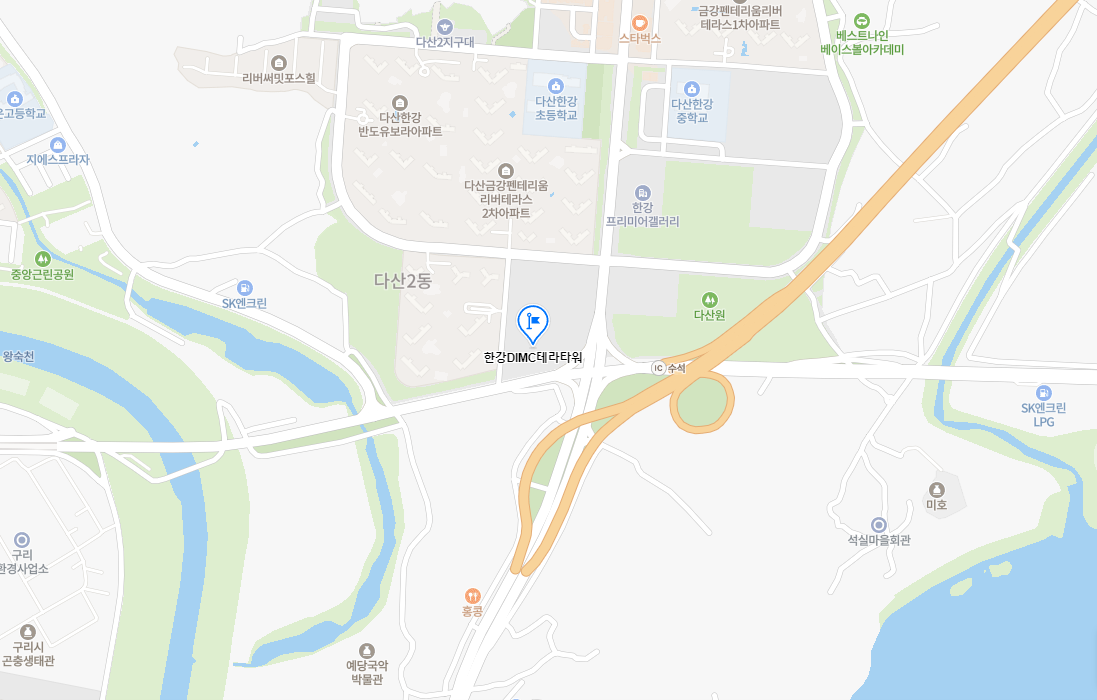 금강펜테리움리버
테라스1차아파트
다산2지구대
스타벅스
베스트나인
베이스볼아카데미
리버써밋포스힐
다산한강
반도유보라아파트
다산한강
초등학교
다산한강
중학교
온고등학교
지에스프라자
다산금강펜테리움
리버테라스
2차아파트
한강
프리미어갤러리
중앙근린공원
다산2동
SK엔크린
다산원
한강DIMC테라타워
왕숙천
IC 수석
SK엔크린
LPG
미호
석실마을회관
구리
환경사업소
홍콩
구리시
곤충생태관
예당국악
박물관